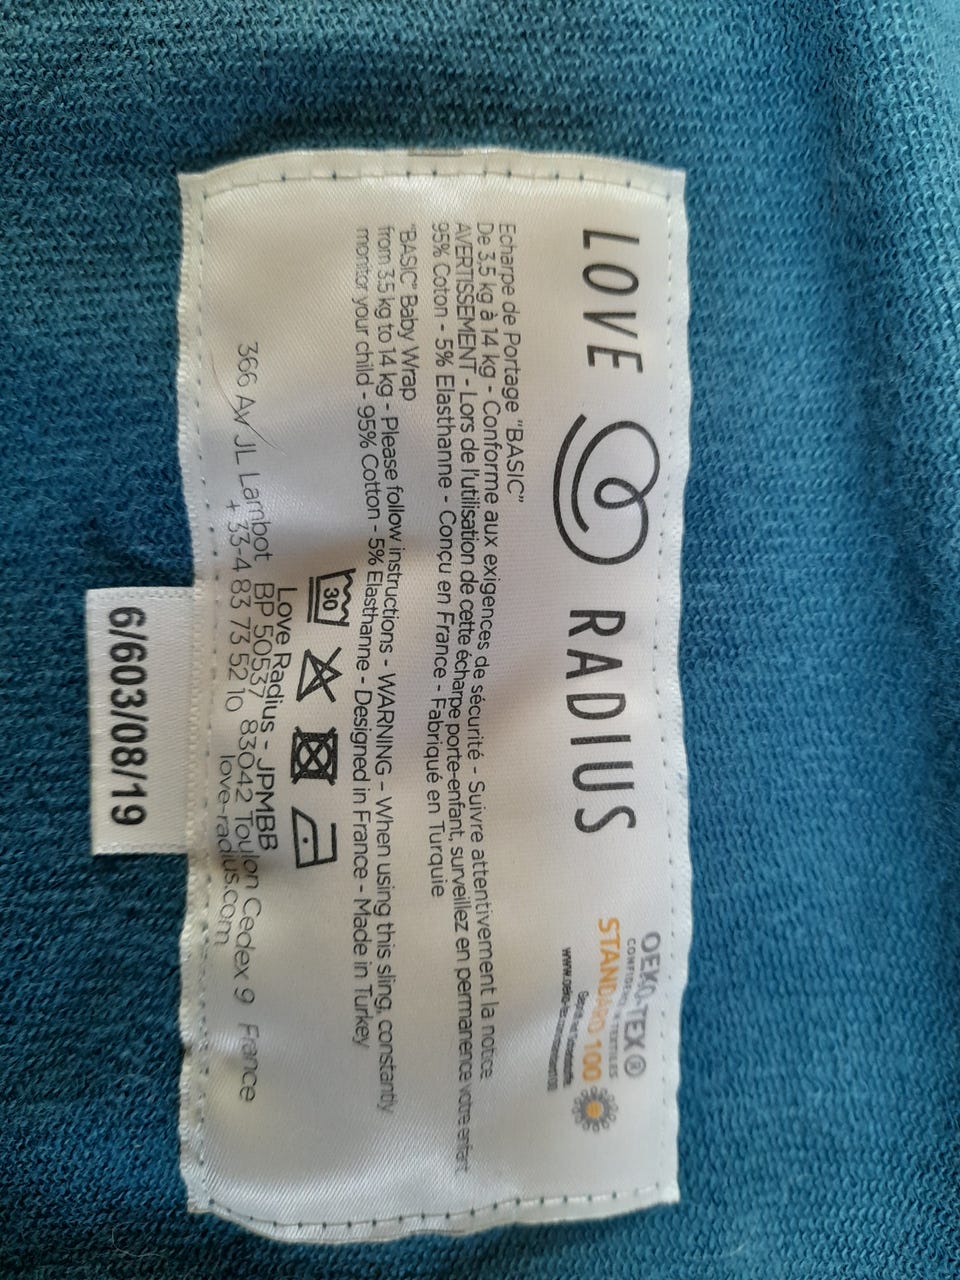 LOVE RADIUS
OEKO-TEX®
CONFIDENCE IN TEXTILES
STANDARD 100
Echarpe de Portage "BASIC"
De 3,5 kg à 14 kg - Conforme aux exigences de sécurité - Suivre attentivement la notice
AVERTISSEMENT - Lors de l'utilisation de cette écharpe porte-enfant, surveillez en permanence votre enfant
95% Coton - 5% Elasthanne - Conçu en France - Fabriqué en Turquie
"BASIC" Baby Wrap
from 3.5 kg to 14 kg - Please follow instructions - WARNING - When using this sling, constantly
monitor your child - 95% Cotton - 5% Elasthanne - Designed in France - Made in Turkey
30
Love Radius - JPMBB
366 Av JL Lambot BP 50537 83042 Toulon Cedex 9 France
+33-4 83 73 52 10 love-radius.com
6/603/08/19